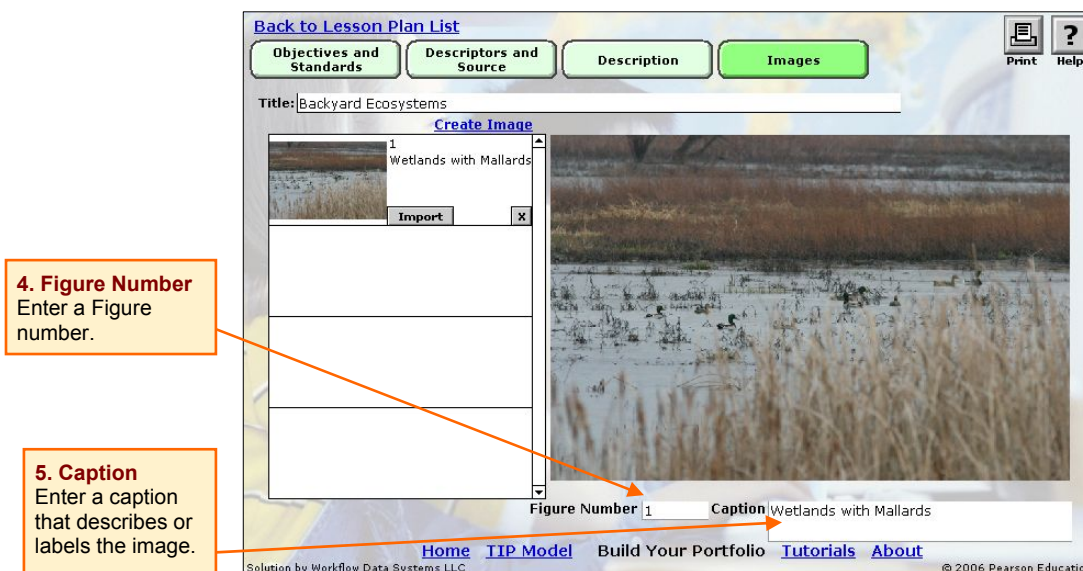 Back to Lesson Plan List
Objectives and
Standards
Descriptors and
Source
Description
Images
Print
?
Help
Title: Backyard Ecosystems
Create Image
1
Wetlands with Mallards
Import
X
4. Figure Number
Enter a Figure
number.
5. Caption
Enter a caption
that describes or
labels the image.
Figure Number 1
Caption Wetlands with Mallards
Home TIP Model Build Your Portfolio Tutorials About
Solution by Workflow Data Systems LLC
© 2006 Pearson Education